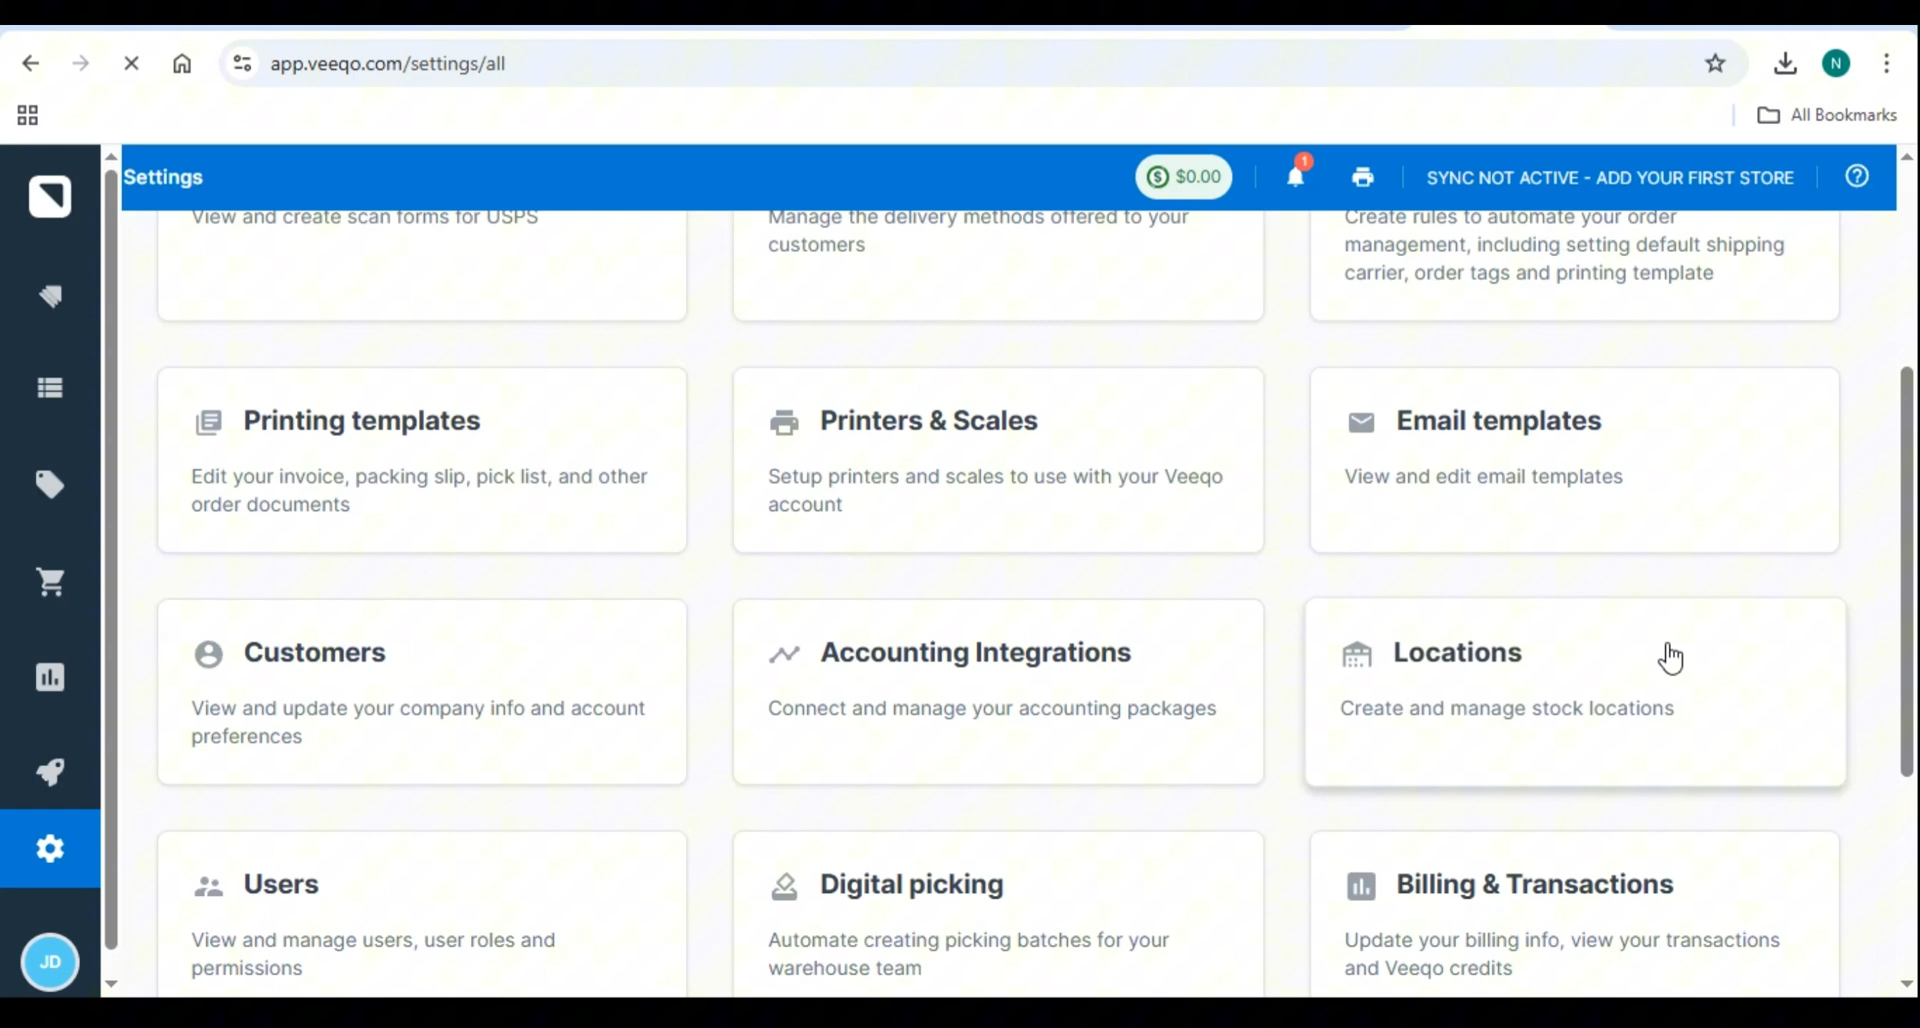 app.veeqo.com/settings/all
N
All Bookmarks
Settings
$0.00
1
SYNC NOT ACTIVE - ADD YOUR FIRST STORE
View and create scan forms for USPS
Manage the delivery methods offered to your
customers
Create rules to automate your order
management, including setting default shipping
carrier, order tags and printing template
Printing templates
Edit your invoice, packing slip, pick list, and other
order documents
Printers & Scales
Setup printers and scales to use with your Veeqo
account
Email templates
View and edit email templates
Customers
View and update your company info and account
preferences
Accounting Integrations
Connect and manage your accounting packages
Locations
Create and manage stock locations
Users
View and manage users, user roles and
permissions
Digital picking
Automate creating picking batches for your
warehouse team
Billing & Transactions
Update your billing info, view your transactions
and Veeqo credits
JD